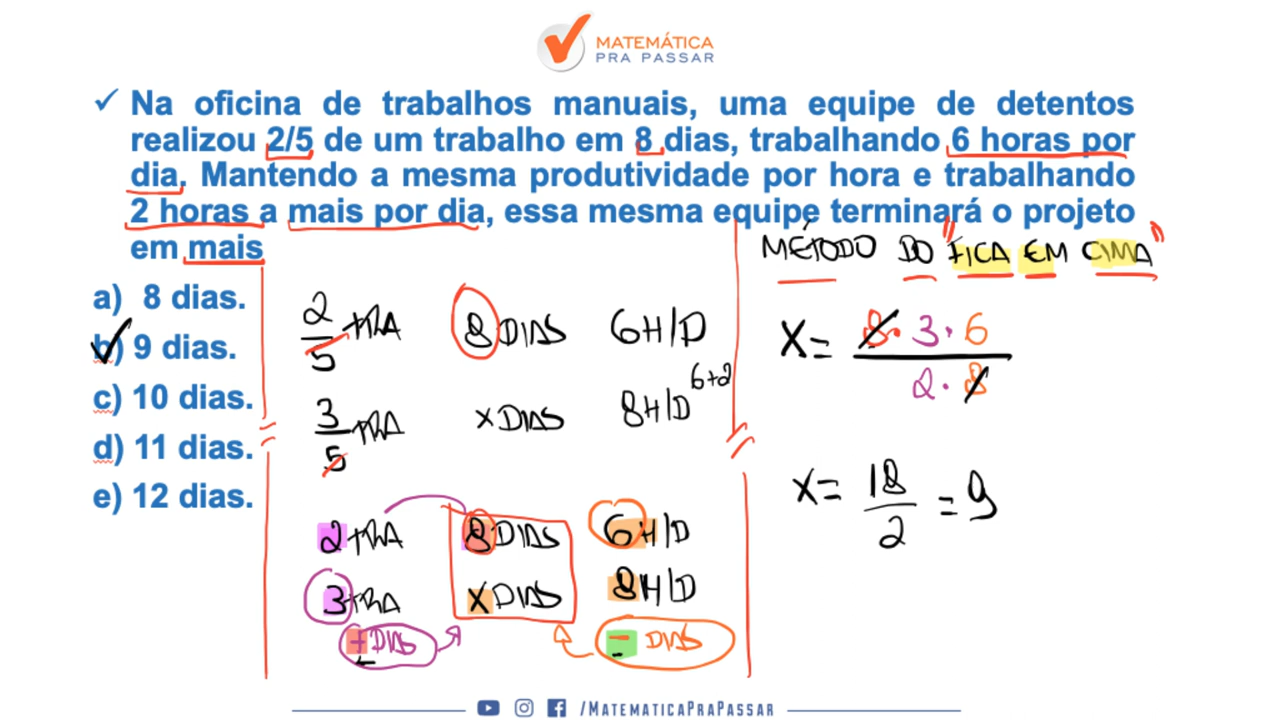 MATEMÁTICA
PRA PASSAR
Na oficina de trabalhos manuais, uma equipe de detentos
realizou 2/5 de um trabalho em 8 dias, trabalhando 6 horas por
dia. Mantendo a mesma produtividade por hora e trabalhando
2 horas a mais por dia, essa mesma equipe terminará o projeto
em mais
a) 8 dias.
b) 9 dias.
c) 10 dias.
d) 11 dias.
e) 12 dias.
2/5 TRA 8 DIAS 6H/D
3/5 TRA X DIAS 8H/D 6+2
2 TRA 8 DIAS 6H/D
3 TRA X DIAS 8H/D
+ DIAS - DIAS
MÉTODO DO "FICA EM CIMA"
X = 8 · 3 · 6 / 2 · 8
X = 18/2 = 9
/MATEMATICAPRAPASSAR